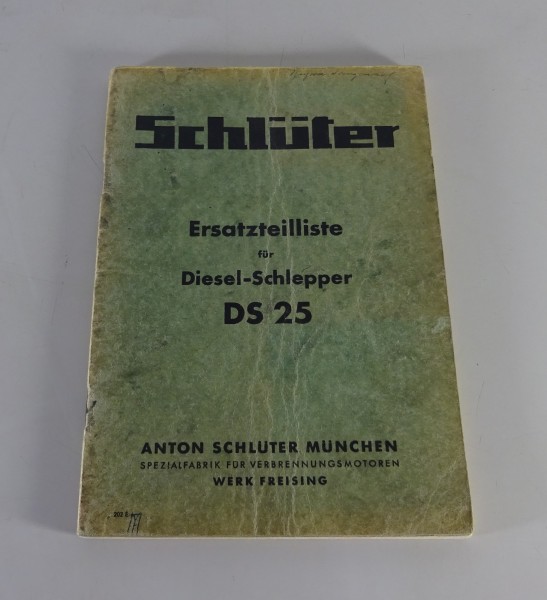 Schlüter
Ersatzteilliste
für
Diesel-Schlepper
DS 25
ANTON SCHLÜTER MÜNCHEN
SPEZIALFABRIK FÜR VERBRENNUNGSMOTOREN
WERK FREISING